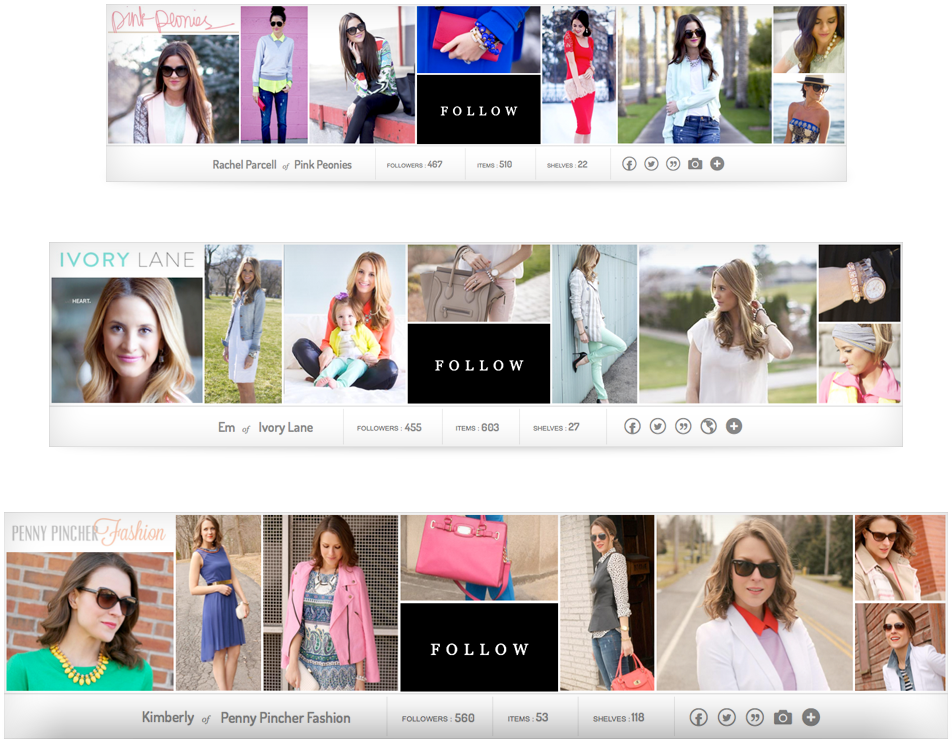 Pink Peonies
FOLLOW
Rachel Parcell of Pink Peonies FOLLOWERS : 467 ITEMS : 510 SHELVES : 22
IVORY LANE
HEART.
FOLLOW
Em of Ivory Lane FOLLOWERS : 455 ITEMS : 603 SHELVES : 27
PENNY PINCHER Fashion
FOLLOW
Kimberly of Penny Pincher Fashion FOLLOWERS : 560 ITEMS : 53 SHELVES : 118